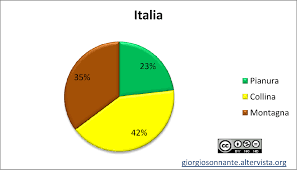 Italia
23%
35%
42%
Pianura
Collina
Montagna
giorgiosonnante.altervista.org